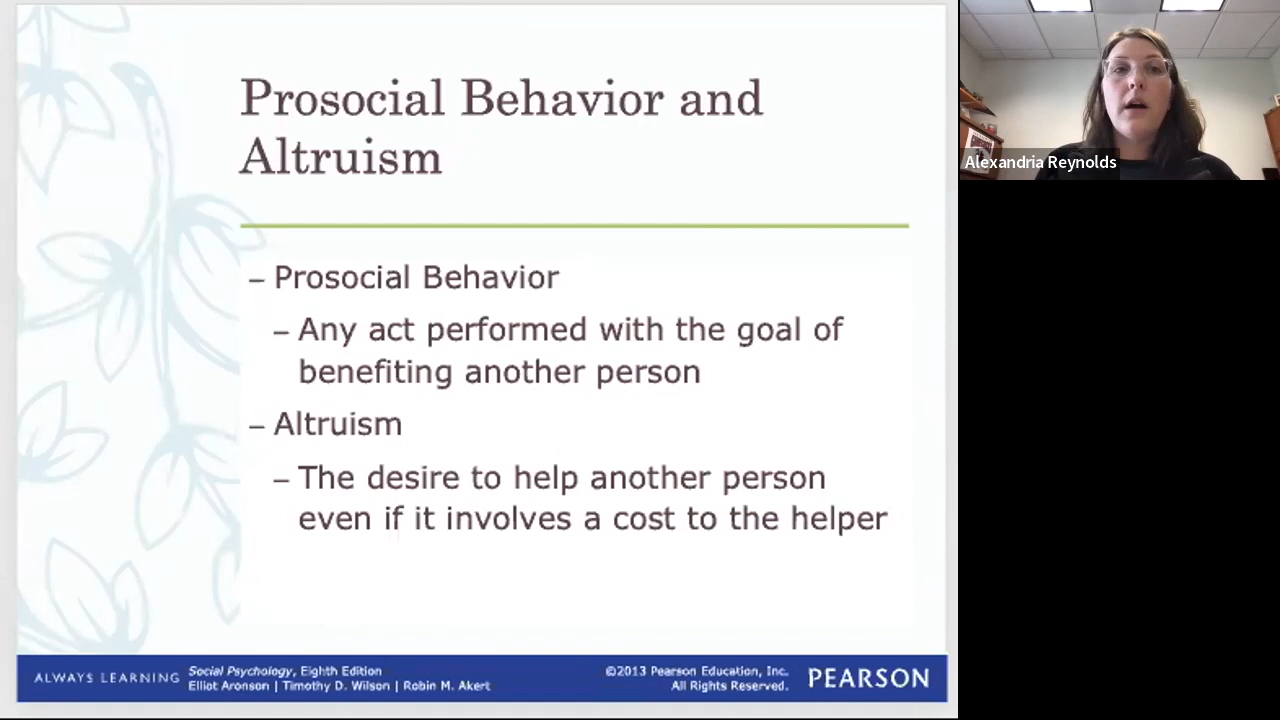 Prosocial Behavior and
Altruism
– Prosocial Behavior
– Any act performed with the goal of
benefiting another person
– Altruism
– The desire to help another person
even if it involves a cost to the helper
ALWAYS LEARNING
Social Psychology, Eighth Edition
Elliot Aronson | Timothy D. Wilson | Robin M. Akert
©2013 Pearson Education, Inc.
All Rights Reserved.
PEARSON
Alexandria Reynolds